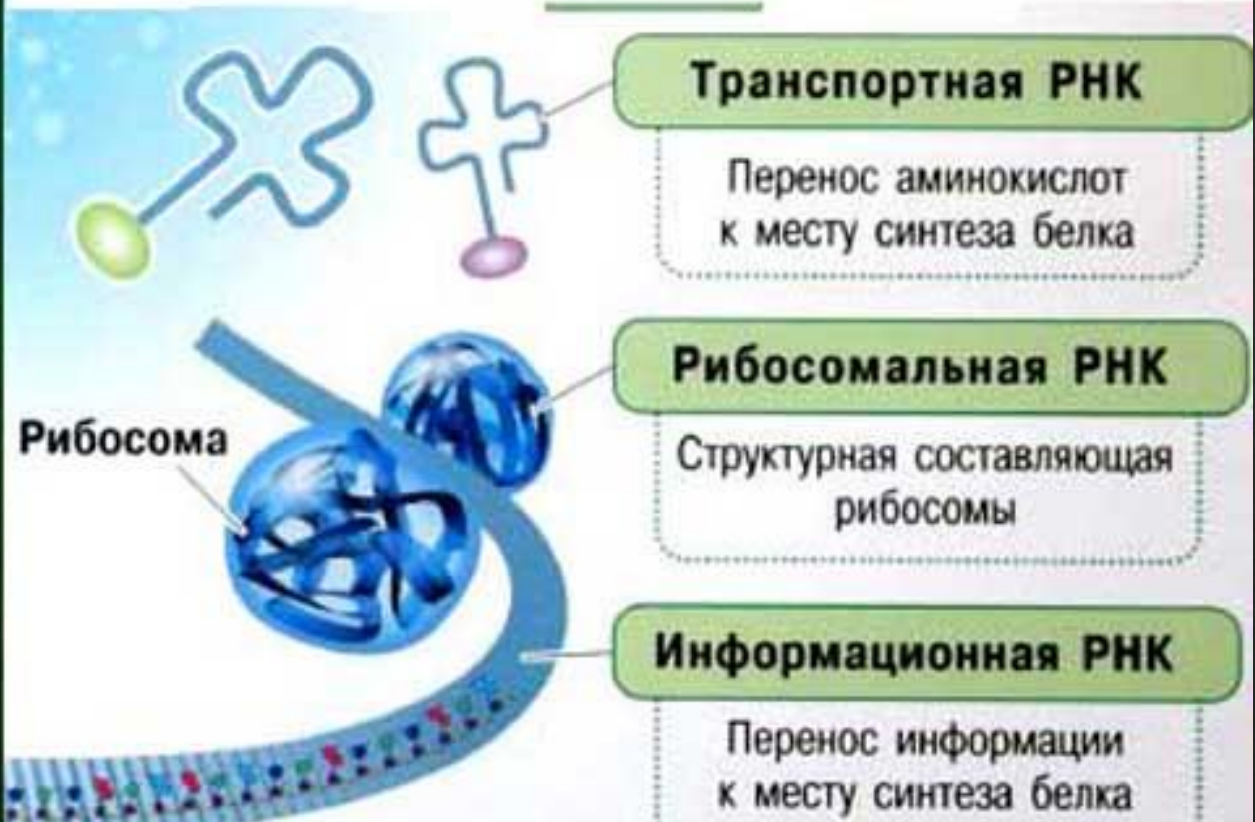 Транспортная РНК
Перенос аминокислот
к месту синтеза белка
Рибосомальная РНК
Рибосома
Структурная составляющая
рибосомы
Информационная РНК
Перенос информации
к месту синтеза белка